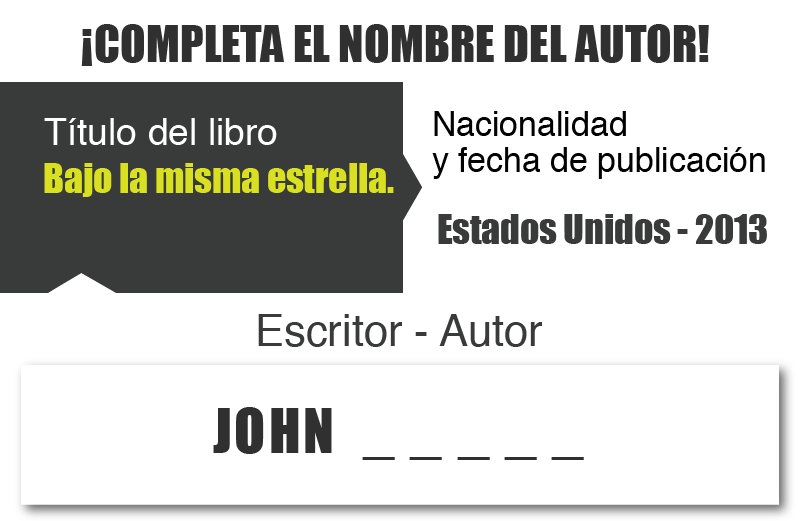 ¡COMPLETA EL NOMBRE DEL AUTOR!
Título del libro
Bajo la misma estrella.
Nacionalidad
y fecha de publicación
Estados Unidos - 2013
Escritor - Autor
JOHN _ _ _ _ _